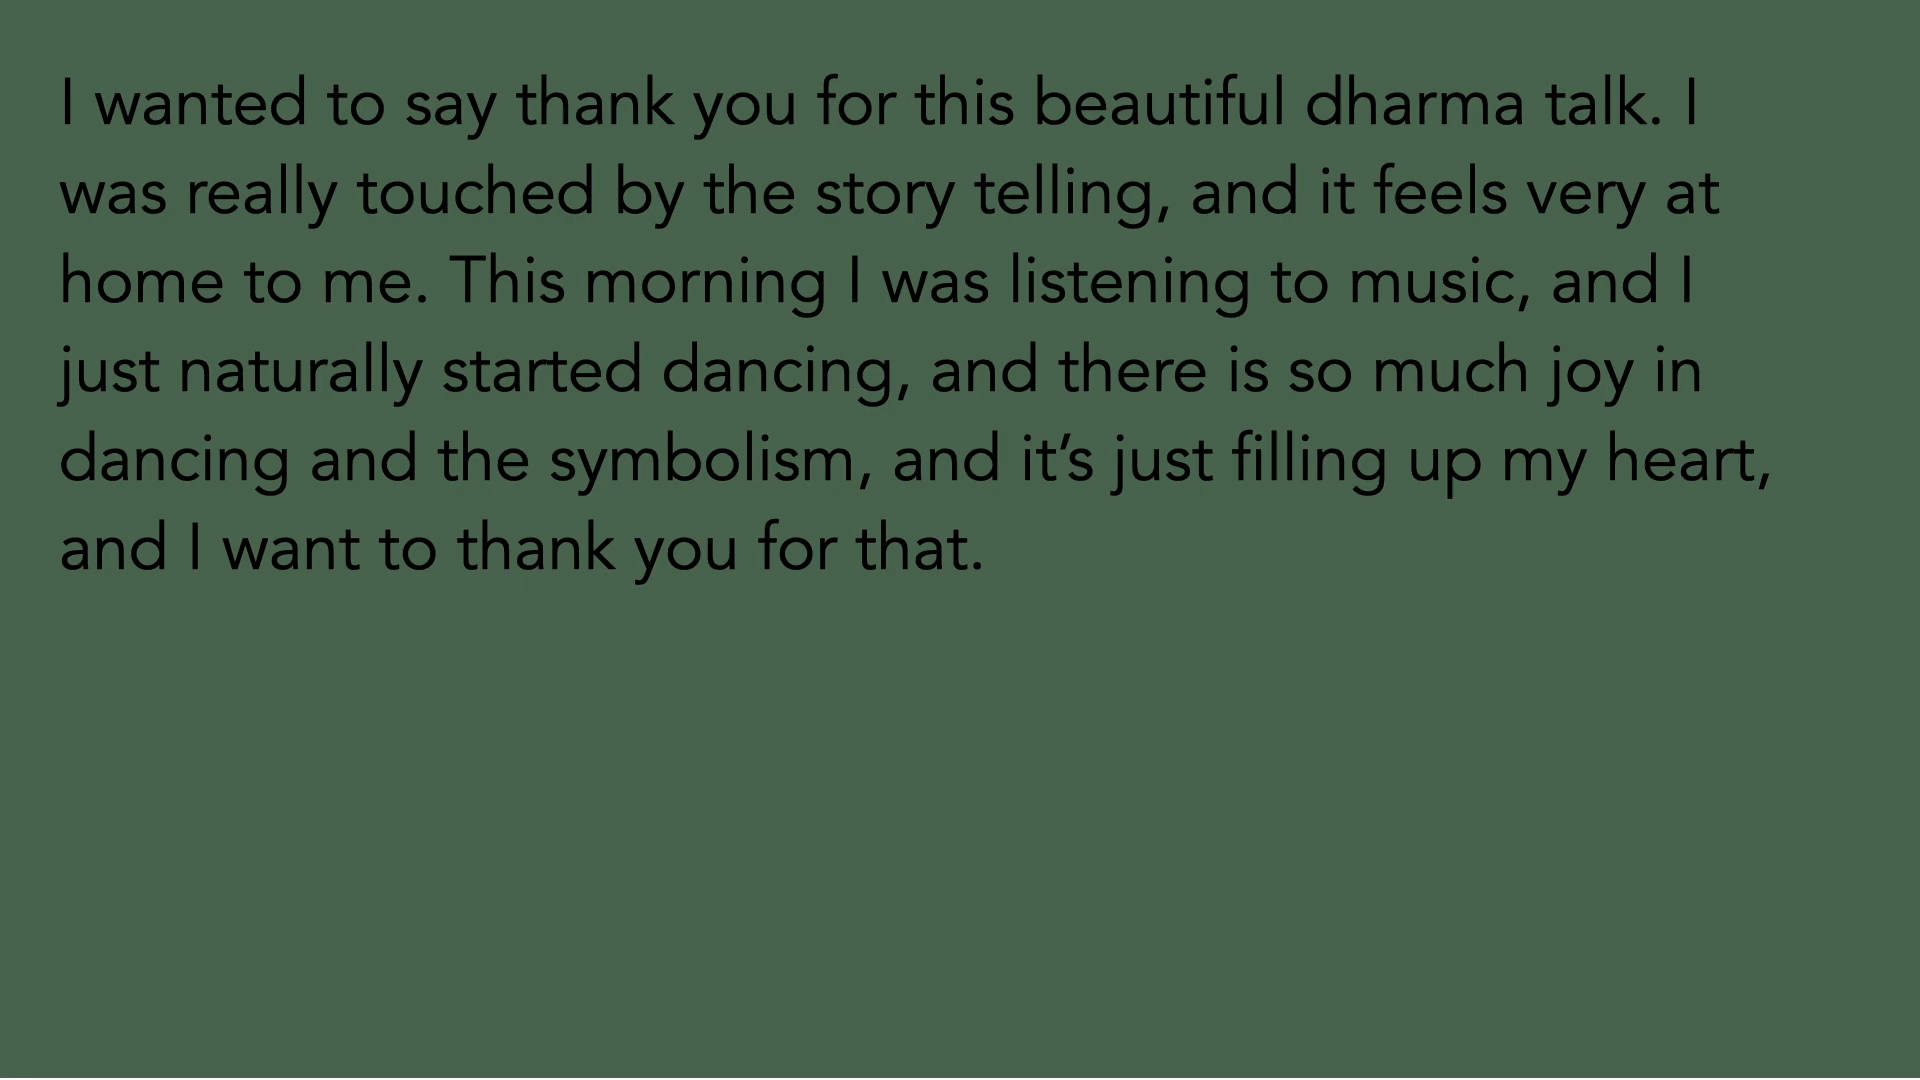 I wanted to say thank you for this beautiful dharma talk. I
was really touched by the story telling, and it feels very at
home to me. This morning I was listening to music, and I
just naturally started dancing, and there is so much joy in
dancing and the symbolism, and it’s just filling up my heart,
and I want to thank you for that.